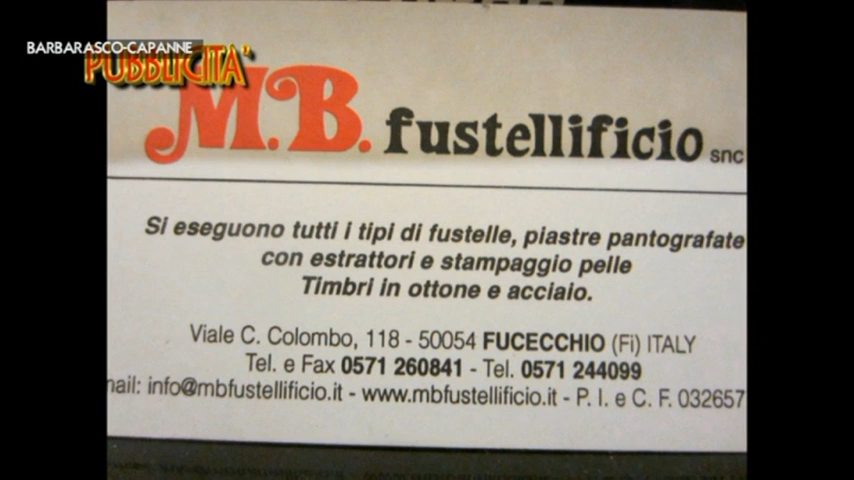 BARBARASCO-CAPANNE
PUBBLICITA'
M.B. fustellificio snc
Si eseguono tutti i tipi di fustelle, piastre pantografate
con estrattori e stampaggio pelle
Timbri in ottone e acciaio.
Viale C. Colombo, 118 - 50054 FUCECCHIO (Fi) ITALY
Tel. e Fax 0571 260841 - Tel. 0571 244099
mail: info@mbfustellificio.it - www.mbfustellificio.it - P. I. e C. F. 032657